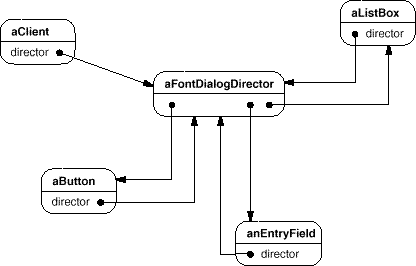 aListBox
director
aClient
director
aFontDialogDirector
aButton
director
anEntryField
director